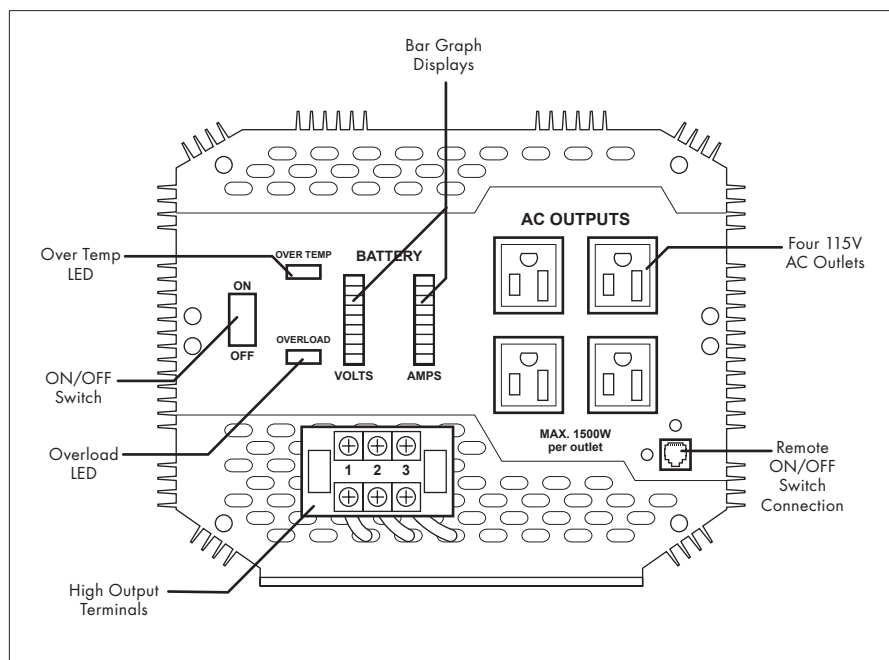 Bar Graph
Displays
AC OUTPUTS
Over Temp
LED
OVER TEMP
BATTERY
Four 115V
AC Outlets
ON
OFF
OVERLOAD
VOLTS
AMPS
ON/OFF
Switch
MAX. 1500W
per outlet
Overload
LED
1 2 3
Remote
ON/OFF
Switch
Connection
High Output
Terminals